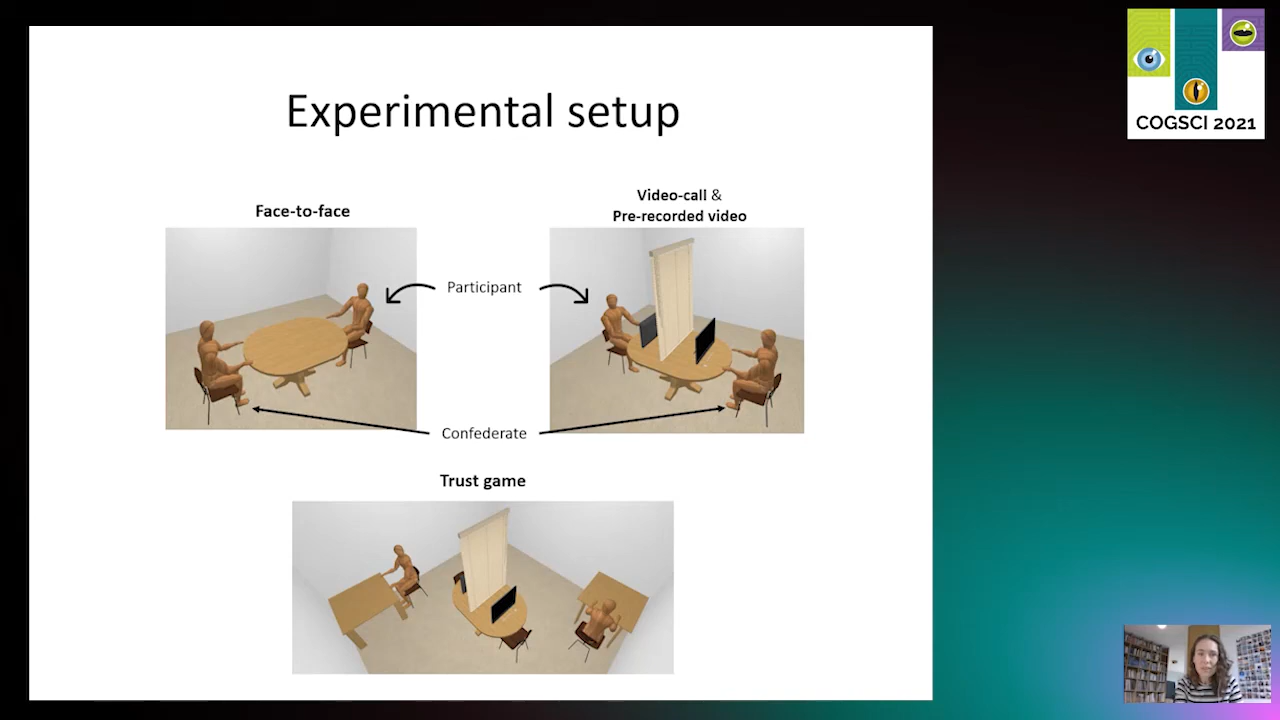 Experimental setup
COGSCI 2021
Face-to-face
Video-call &
Pre-recorded video
Participant
Confederate
Trust game